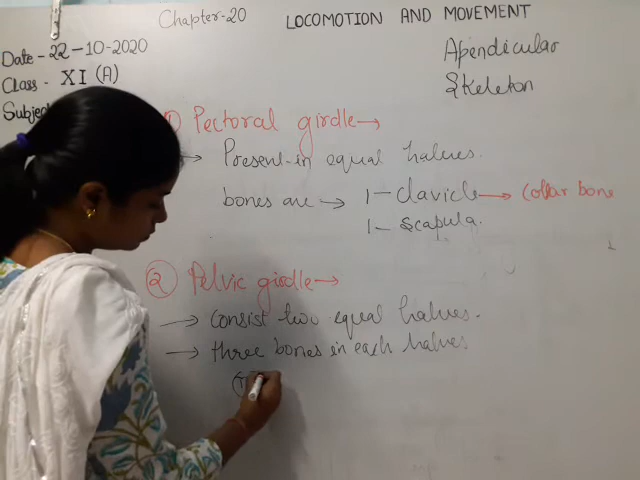 Chapter-20 LOCOMOTION AND MOVEMENT
Date - 22-10-2020
Class - XI (A)
Subject
Apendicular
Skeleton
1) Pectoral girdle →
→ Present in equal halves.
bones are → 1 - clavicle → Collar bone
1 - Scapula.
② Pelvic girdle →
→ Consist two equal halves.
→ three bones in each halves